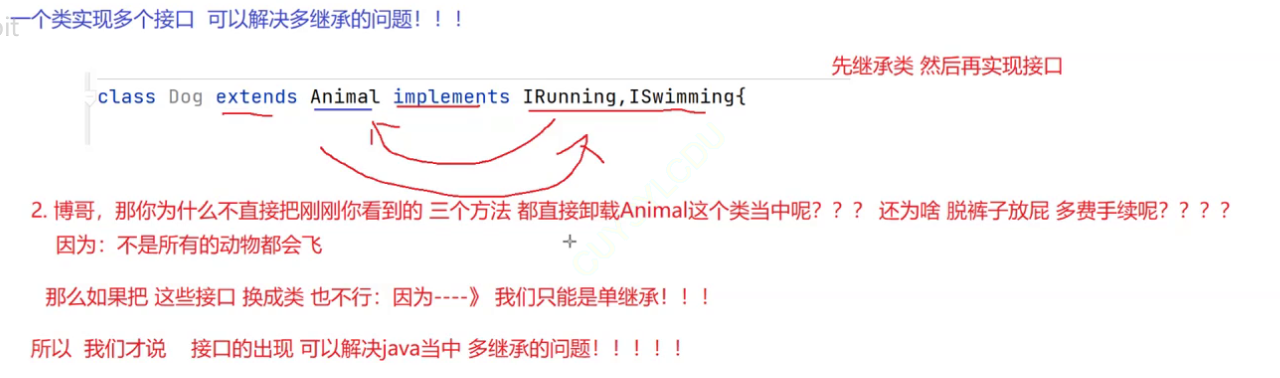 一个类实现多个接口 可以解决多继承的问题！！！
bit
先继承类 然后再实现接口
class Dog extends Animal implements IRunning,ISwimming{
2. 博哥，那你为什么不直接把刚刚你看到的 三个方法 都直接卸载Animal这个类当中呢？？？ 还为啥 脱裤子放屁 多费手续呢？？？？
因为：不是所有的动物都会飞
那么如果把 这些接口 换成类 也不行：因为----》 我们只能是单继承！！！
所以 我们才说 接口的出现 可以解决java当中 多继承的问题！！！！！